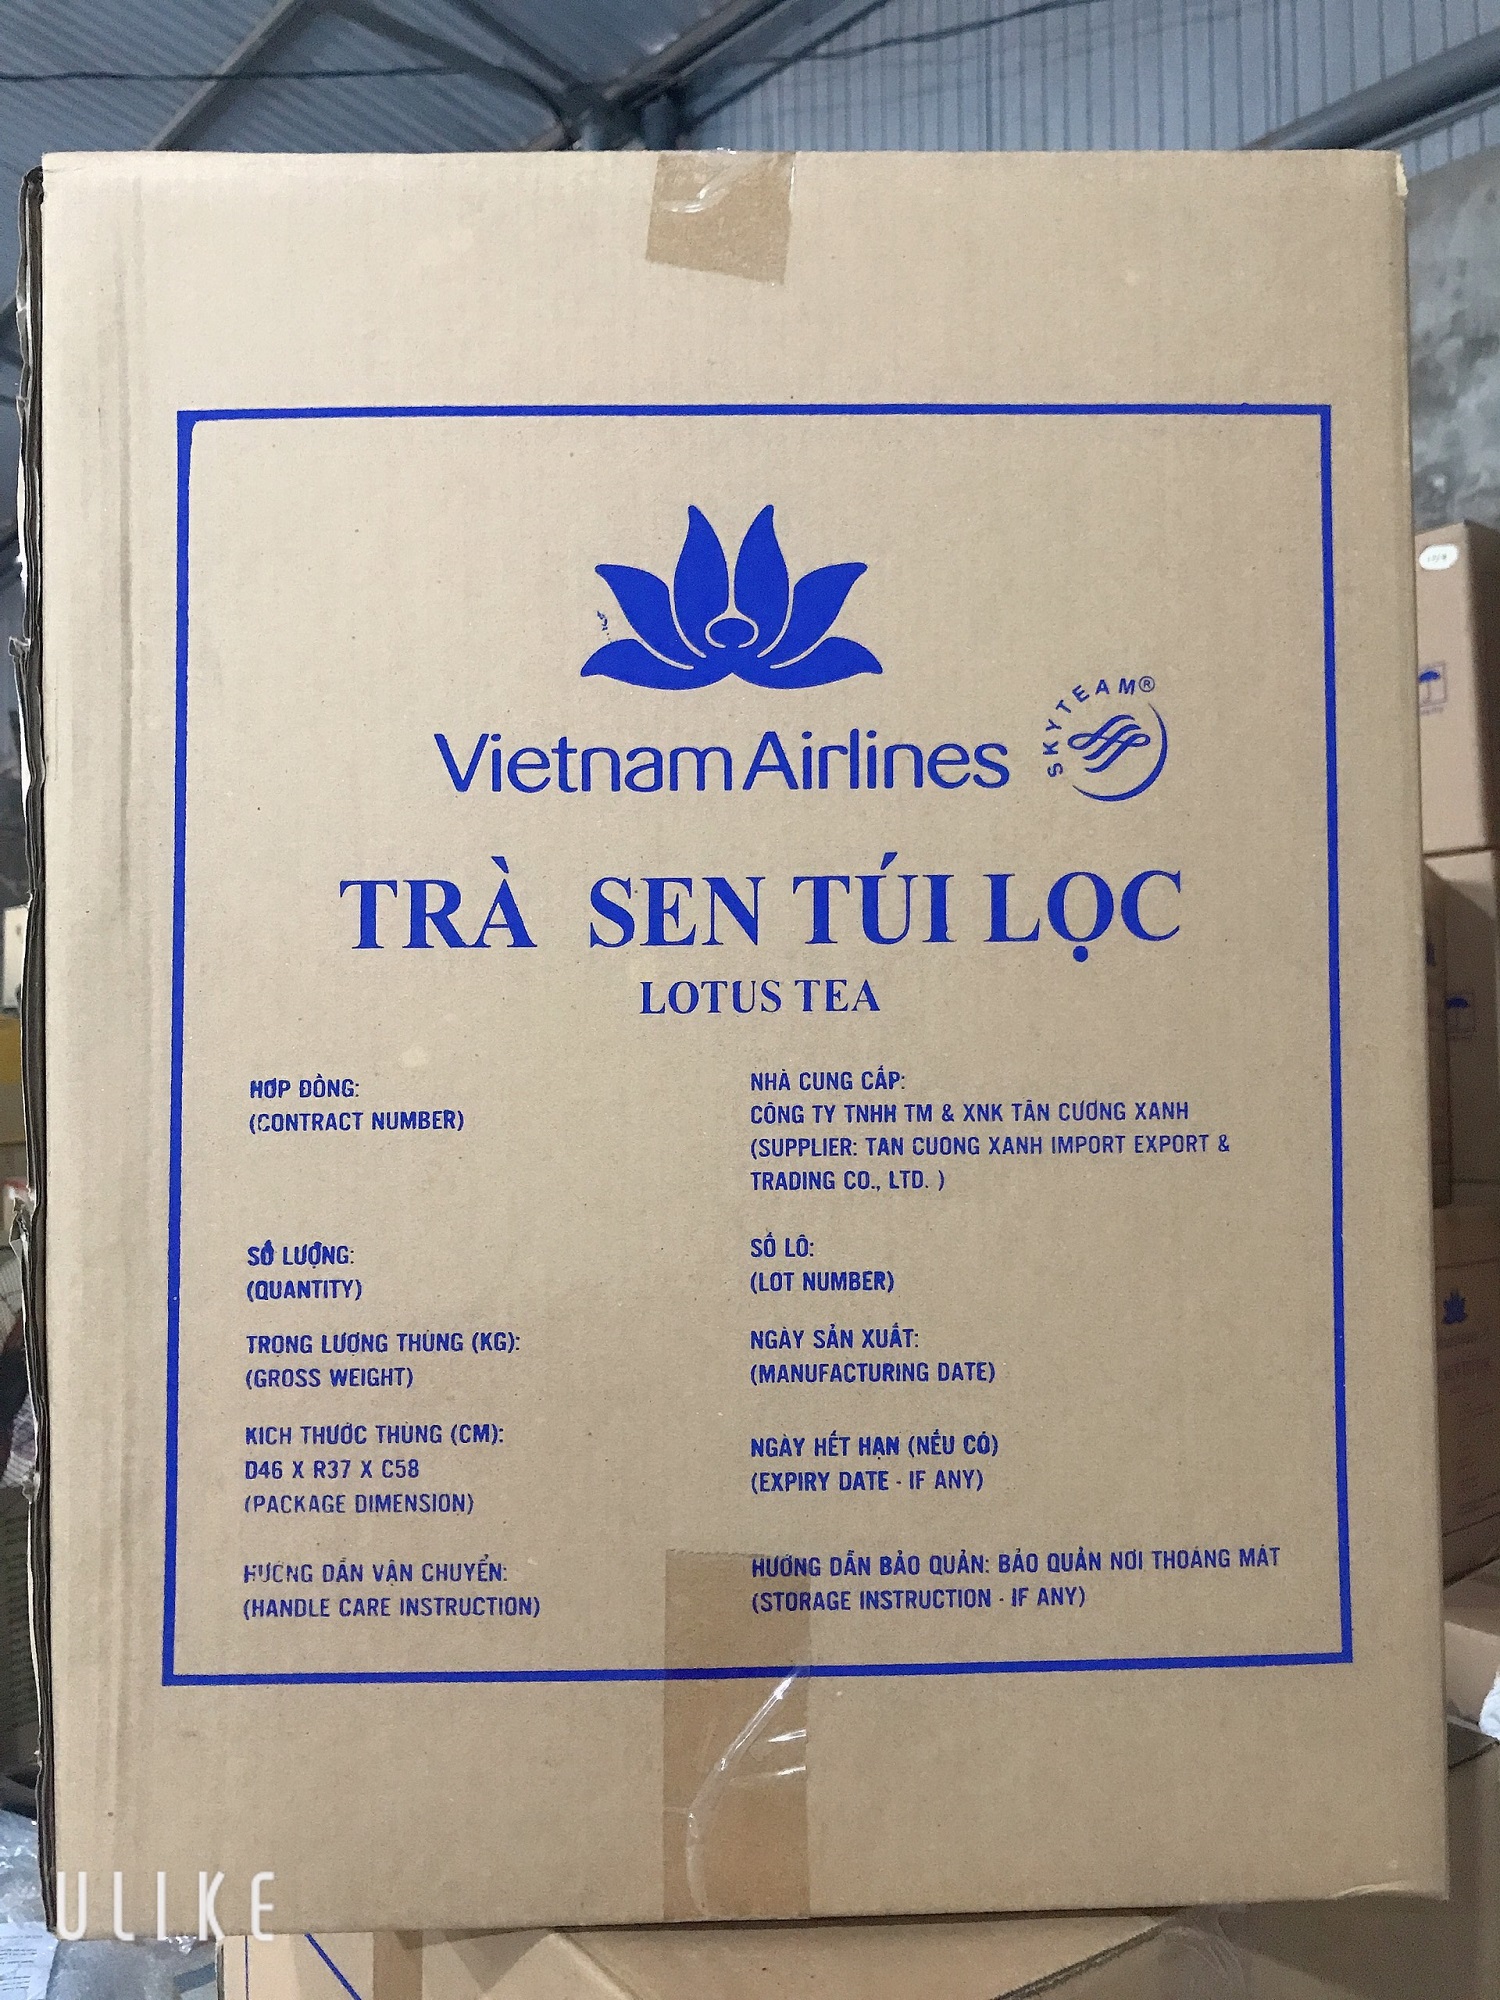 SKYTEAM®
Vietnam Airlines
TRÀ SEN TÚI LỌC
LOTUS TEA
HỢP ĐỒNG:
(CONTRACT NUMBER)
NHÀ CUNG CẤP:
CÔNG TY TNHH TM & XNK TÂN CƯƠNG XANH
(SUPPLIER: TAN CUONG XANH IMPORT EXPORT &
TRADING CO., LTD. )
SỐ LƯỢNG:
(QUANTITY)
SỐ LÔ:
(LOT NUMBER)
TRỌNG LƯỢNG THÙNG (KG):
(GROSS WEIGHT)
NGÀY SẢN XUẤT:
(MANUFACTURING DATE)
KÍCH THƯỚC THÙNG (CM):
D46 X R37 X C58
(PACKAGE DIMENSION)
NGÀY HẾT HẠN (NẾU CÓ)
(EXPIRY DATE - IF ANY)
HƯỚNG DẪN VẬN CHUYỂN:
(HANDLE CARE INSTRUCTION)
HƯỚNG DẪN BẢO QUẢN: BẢO QUẢN NƠI THOÁNG MÁT
(STORAGE INSTRUCTION - IF ANY)
ULIKE